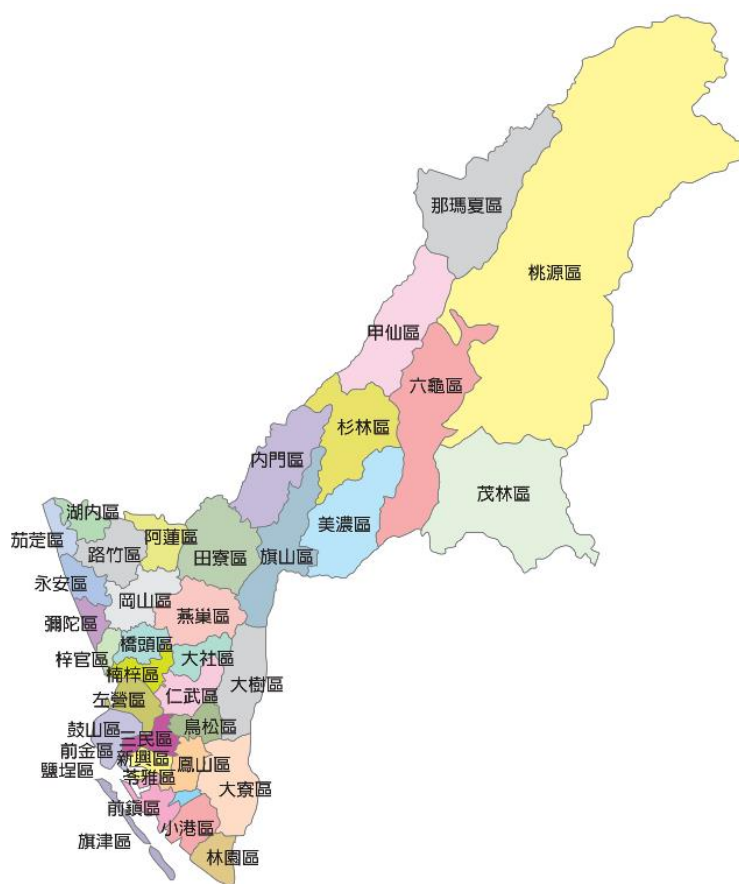 那瑪夏區
桃源區
甲仙區
六龜區
杉林區
內門區
茂林區
美濃區
湖內區
阿蓮區
茄萣區
路竹區
田寮區
旗山區
永安區
岡山區
燕巢區
彌陀區
橋頭區
梓官區
大社區
楠梓區
大樹區
左營區
仁武區
鳥松區
鼓山區
三民區
前金區
新興區
鳳山區
鹽埕區
苓雅區
大寮區
前鎮區
小港區
旗津區
林園區